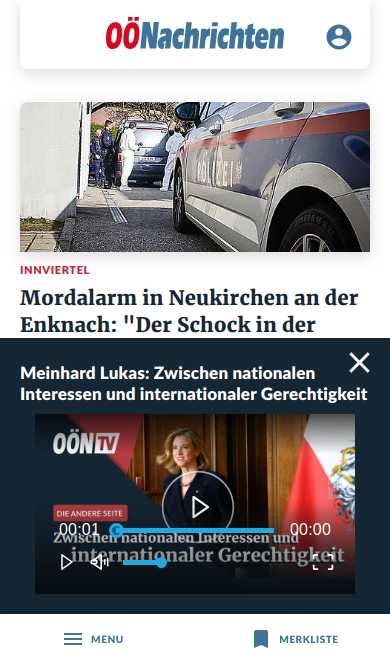 OÖNachrichten
POLIZEI
INNVIERTEL
Mordalarm in Neukirchen an der
Enknach: "Der Schock in der
Meinhard Lukas: Zwischen nationalen
Interessen und internationaler Gerechtigkeit
OÖN TV
DIE ANDERE SEITE
00:01
00:00
Zwischen nationalen Interessen und
internationaler Gerechtigkeit
MENU
MERKLISTE